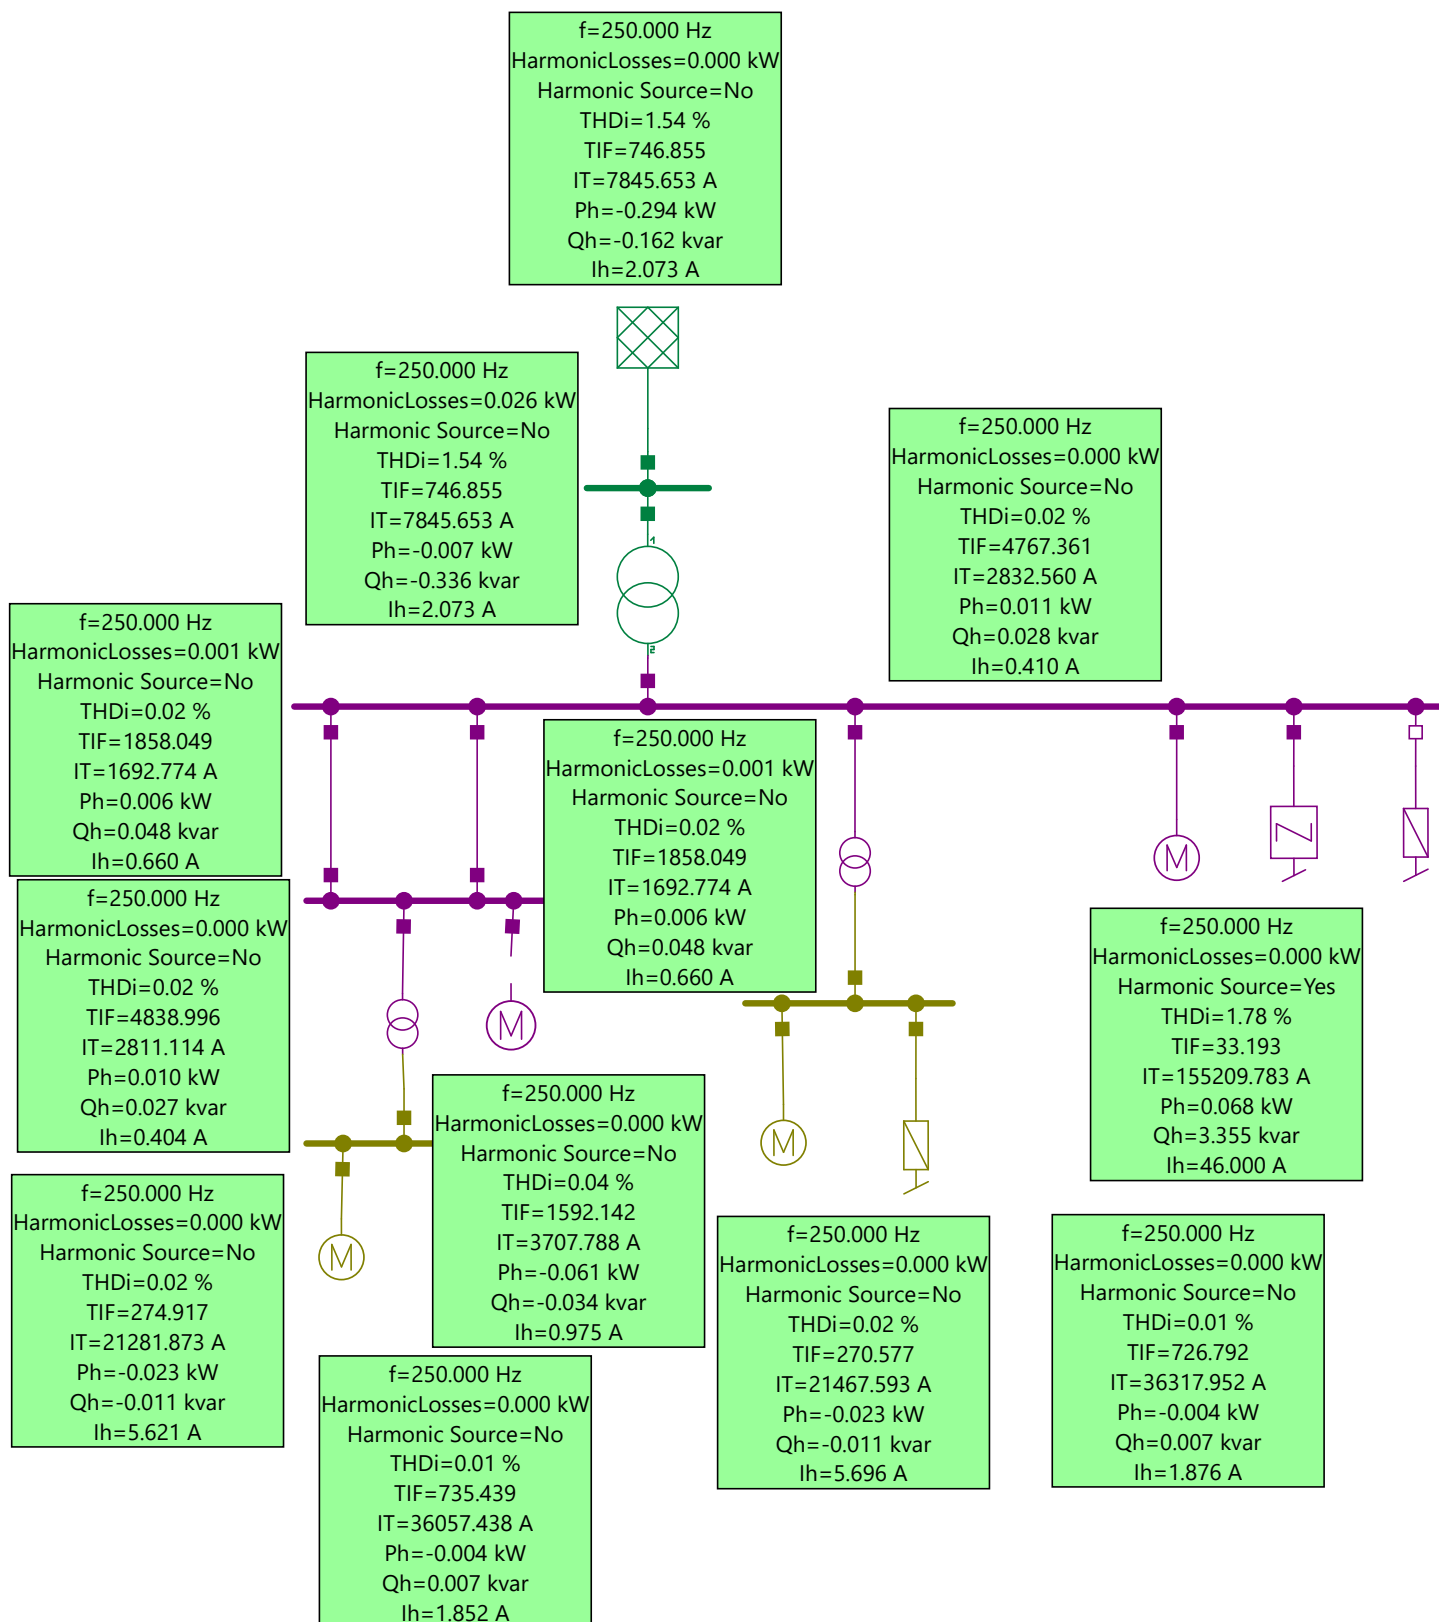 f=250.000 Hz
HarmonicLosses=0.000 kW
Harmonic Source=No
THDi=1.54 %
TIF=746.855
IT=7845.653 A
Ph=-0.294 kW
Qh=-0.162 kvar
Ih=2.073 A
f=250.000 Hz
HarmonicLosses=0.026 kW
Harmonic Source=No
THDi=1.54 %
TIF=746.855
IT=7845.653 A
Ph=-0.007 kW
Qh=-0.336 kvar
Ih=2.073 A
1
2
f=250.000 Hz
HarmonicLosses=0.000 kW
Harmonic Source=No
THDi=0.02 %
TIF=4767.361
IT=2832.560 A
Ph=0.011 kW
Qh=0.028 kvar
Ih=0.410 A
f=250.000 Hz
HarmonicLosses=0.001 kW
Harmonic Source=No
THDi=0.02 %
TIF=1858.049
IT=1692.774 A
Ph=0.006 kW
Qh=0.048 kvar
Ih=0.660 A
f=250.000 Hz
HarmonicLosses=0.001 kW
Harmonic Source=No
THDi=0.02 %
TIF=1858.049
IT=1692.774 A
Ph=0.006 kW
Qh=0.048 kvar
Ih=0.660 A
M
f=250.000 Hz
HarmonicLosses=0.000 kW
Harmonic Source=No
THDi=0.02 %
TIF=4838.996
IT=2811.114 A
Ph=0.010 kW
Qh=0.027 kvar
Ih=0.404 A
M
f=250.000 Hz
HarmonicLosses=0.000 kW
Harmonic Source=Yes
THDi=1.78 %
TIF=33.193
IT=155209.783 A
Ph=0.068 kW
Qh=3.355 kvar
Ih=46.000 A
f=250.000 Hz
HarmonicLosses=0.000 kW
Harmonic Source=No
THDi=0.04 %
TIF=1592.142
IT=3707.788 A
Ph=-0.061 kW
Qh=-0.034 kvar
Ih=0.975 A
M
f=250.000 Hz
HarmonicLosses=0.000 kW
Harmonic Source=No
THDi=0.02 %
TIF=274.917
IT=21281.873 A
Ph=-0.023 kW
Qh=-0.011 kvar
Ih=5.621 A
M
f=250.000 Hz
HarmonicLosses=0.000 kW
Harmonic Source=No
THDi=0.02 %
TIF=270.577
IT=21467.593 A
Ph=-0.023 kW
Qh=-0.011 kvar
Ih=5.696 A
f=250.000 Hz
HarmonicLosses=0.000 kW
Harmonic Source=No
THDi=0.01 %
TIF=726.792
IT=36317.952 A
Ph=-0.004 kW
Qh=0.007 kvar
Ih=1.876 A
f=250.000 Hz
HarmonicLosses=0.000 kW
Harmonic Source=No
THDi=0.01 %
TIF=735.439
IT=36057.438 A
Ph=-0.004 kW
Qh=0.007 kvar
Ih=1.852 A